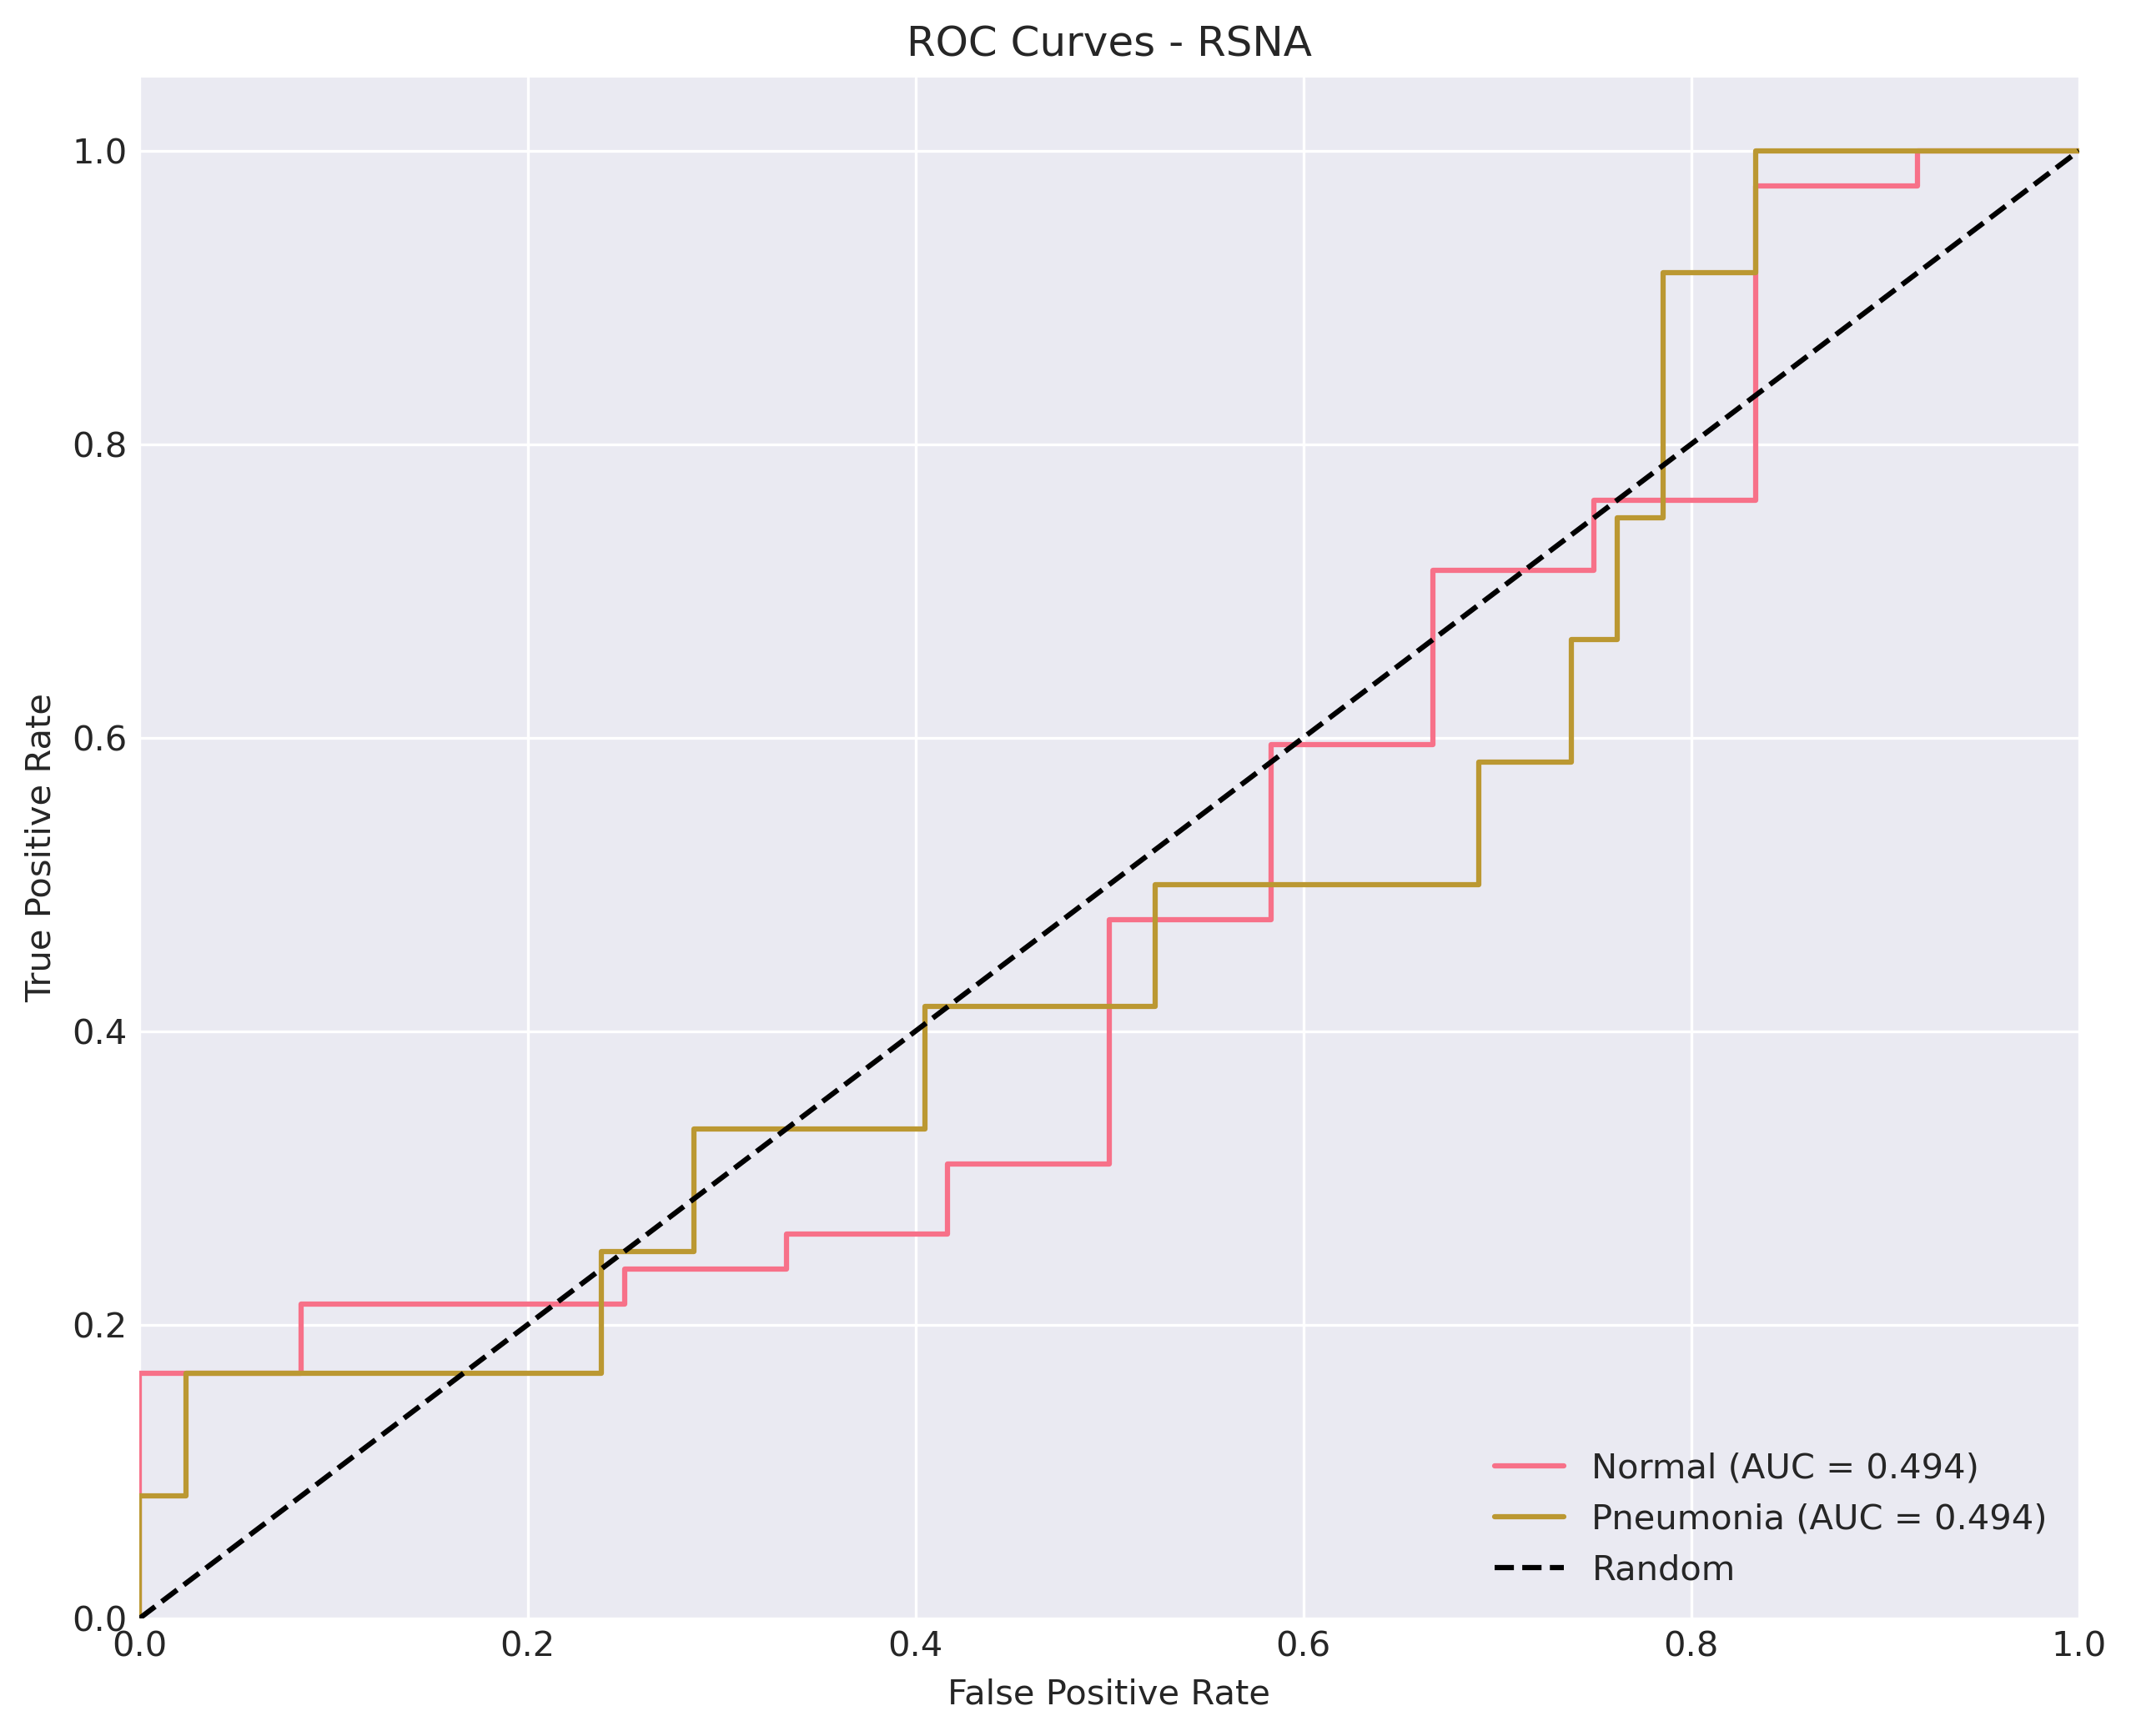 ROC Curves - RSNA
1.0
0.8
0.6
0.4
0.2
0.0
True Positive Rate
0.0 0.2 0.4 0.6 0.8 1.0
False Positive Rate
Normal (AUC = 0.494)
Pneumonia (AUC = 0.494)
Random